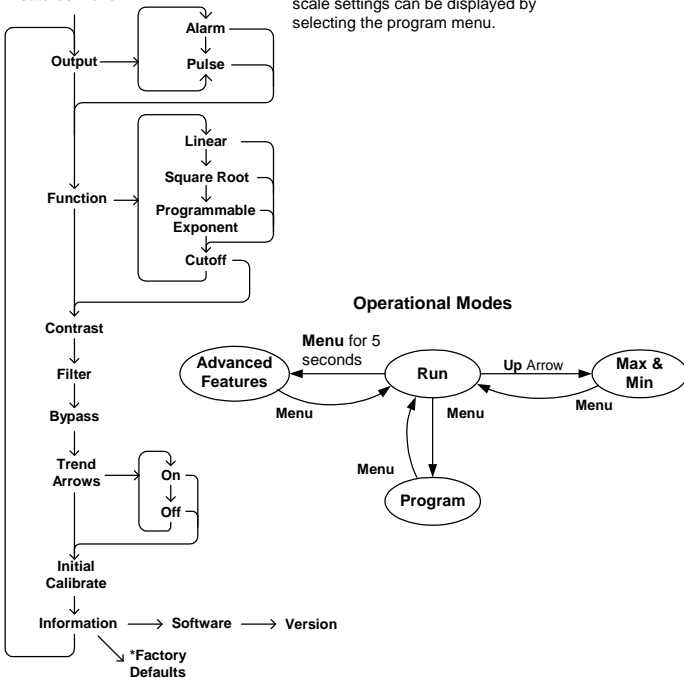 scale settings can be displayed by
selecting the program menu.
Output
Alarm
Pulse
Function
Linear
Square Root
Programmable
Exponent
Cutoff
Contrast
Filter
Bypass
Trend
Arrows
On
Off
Initial
Calibrate
Information
Software
Version
*Factory
Defaults
Operational Modes
Advanced
Features
Menu for 5
seconds
Menu
Run
Up Arrow
Max &
Min
Menu
Menu
Menu
Program